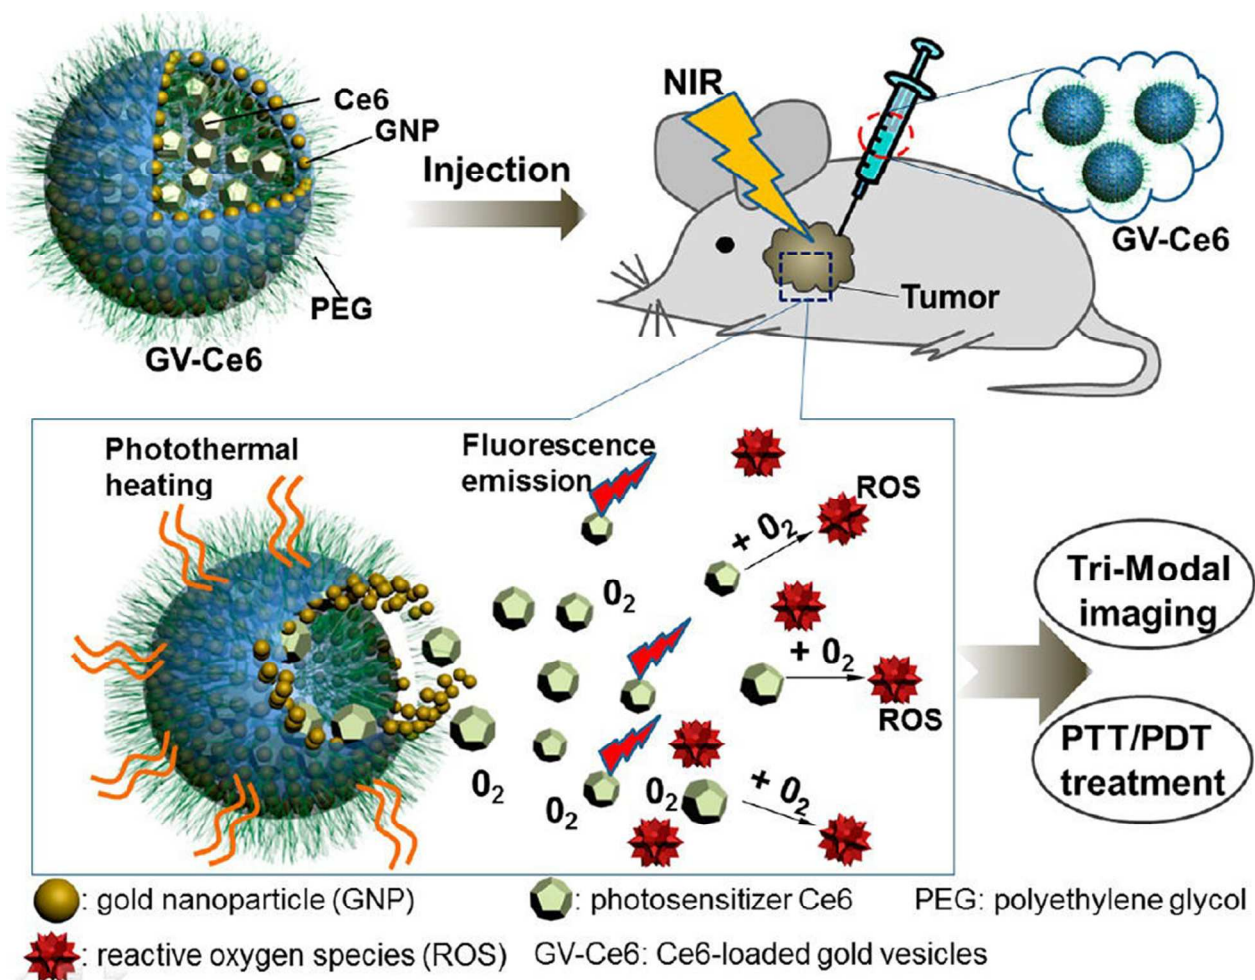 Ce6
GNP
PEG
GV-Ce6
Injection
NIR
GV-Ce6
Tumor
Photothermal
heating
Fluorescence
emission
ROS
+ O₂
O₂
+ O₂
ROS
O₂
O₂
O₂
+ O₂
Tri-Modal
imaging
PTT/PDT
treatment
: gold nanoparticle (GNP)
: photosensitizer Ce6
PEG: polyethylene glycol
: reactive oxygen species (ROS)
GV-Ce6: Ce6-loaded gold vesicles